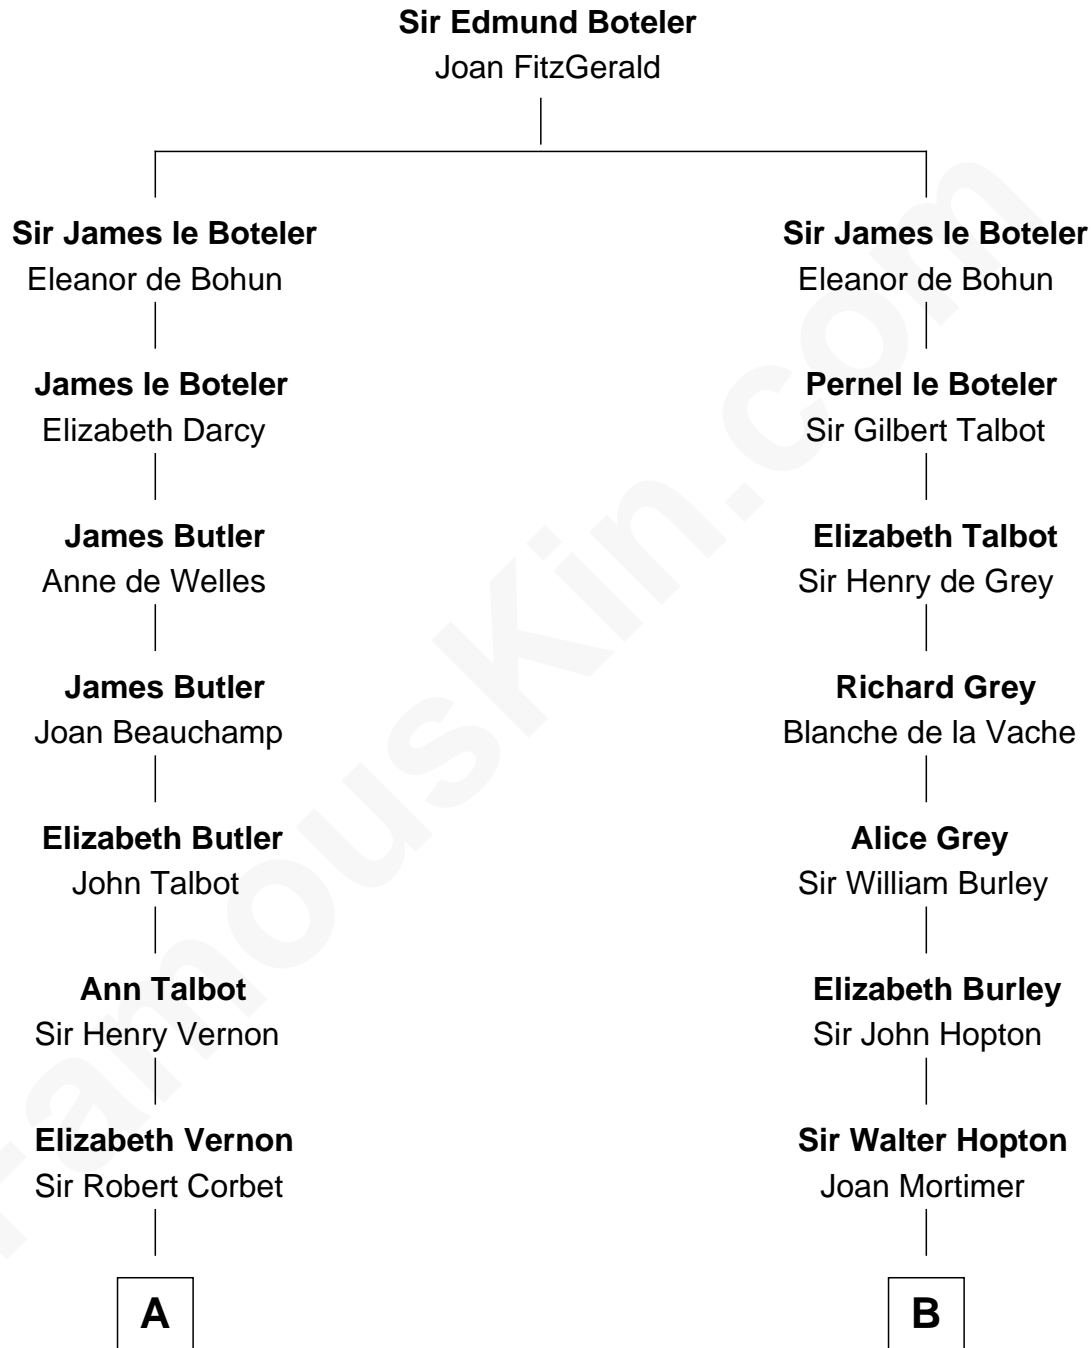 Sir Edmund Boteler
Joan FitzGerald
Sir James le Boteler
Eleanor de Bohun
Sir James le Boteler
Eleanor de Bohun
James le Boteler
Elizabeth Darcy
Pernel le Boteler
Sir Gilbert Talbot
James Butler
Anne de Welles
Elizabeth Talbot
Sir Henry de Grey
James Butler
Joan Beauchamp
Richard Grey
Blanche de la Vache
Elizabeth Butler
John Talbot
Alice Grey
Sir William Burley
Ann Talbot
Sir Henry Vernon
Elizabeth Burley
Sir John Hopton
Elizabeth Vernon
Sir Robert Corbet
Sir Walter Hopton
Joan Mortimer
A
B
FamousKin.com